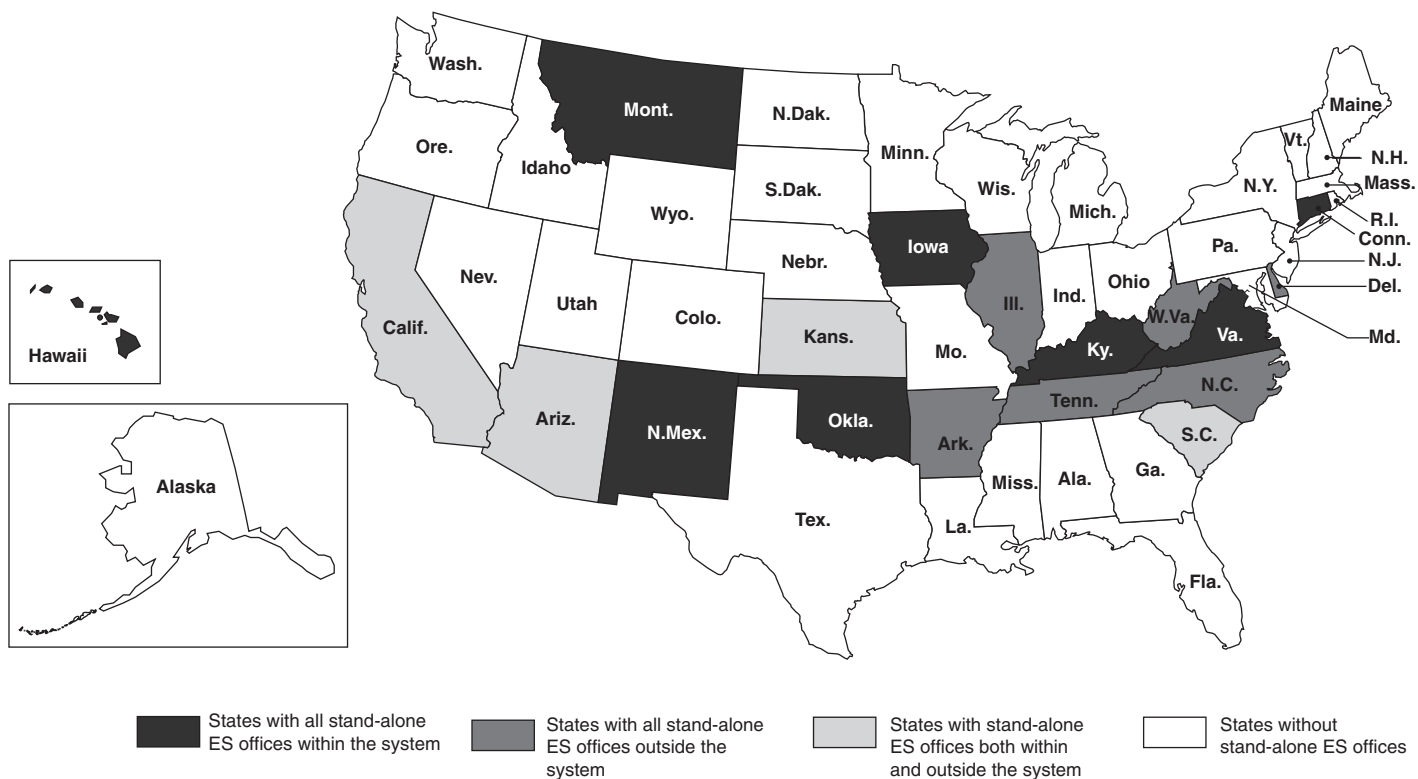 Wash.
Mont.
N.Dak.
Minn.
Maine
Vt.
N.H.
Ore.
Idaho
S.Dak.
Wis.
Mich.
N.Y.
Mass.
R.I.
Conn.
Wyo.
Iowa
Pa.
N.J.
Nev.
Nebr.
Ohio
Del.
Utah
Colo.
Ill.
Ind.
W.Va.
Calif.
Kans.
Mo.
Ky.
Va.
Md.
Hawaii
Ariz.
N.Mex.
Okla.
Ark.
Tenn.
N.C.
S.C.
Alaska
Tex.
La.
Miss.
Ala.
Ga.
Fla.
States with all stand-alone
ES offices within the system
States with all stand-alone
ES offices outside the
system
States with stand-alone
ES offices both within
and outside the system
States without
stand-alone ES offices